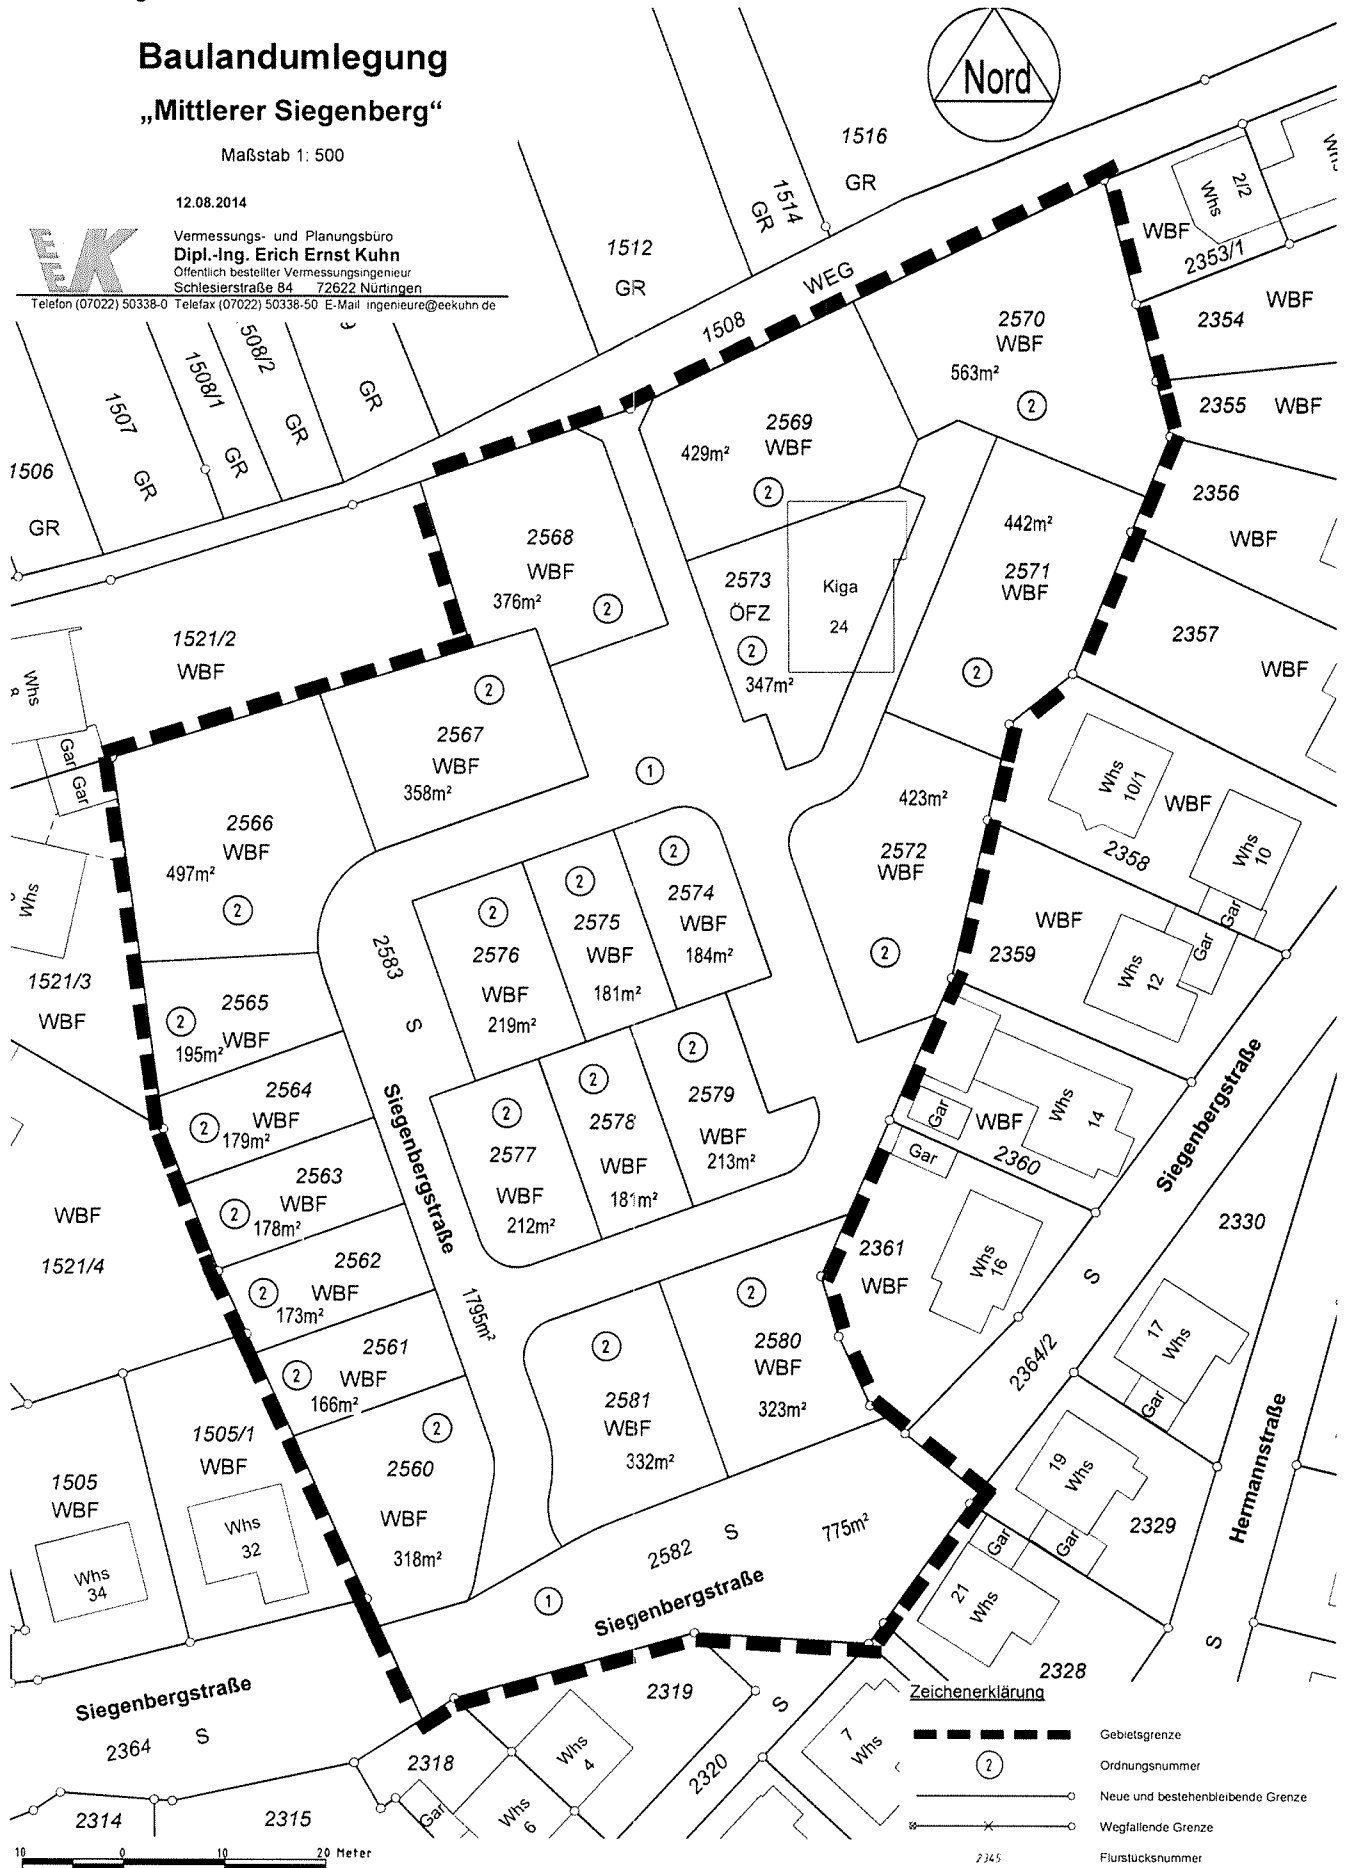 Baulandumlegung
„Mittlerer Siegenberg“
Maßstab 1: 500
12.08.2014
EEK
Vermessungs- und Planungsbüro
Dipl.-Ing. Erich Ernst Kuhn
Öffentlich bestellter Vermessungsingenieur
Schlesierstraße 84 72622 Nürtingen
Telefon (07022) 50338-0 Telefax (07022) 50338-50 E-Mail ingenieure@eekuhn.de
Nord
1516
GR
1514
GR
1512
GR
WEG
1508
Whs
2/2
WBF
2353/1
2354
WBF
2355 WBF
2356
WBF
2357
WBF
1506
GR
1507
GR
1508/1
GR
508/2
GR
9
GR
2570
WBF
563m²
2
2569
WBF
429m²
2
2568
WBF
376m²
2
442m²
2571
WBF
2
2573
ÖFZ
2
347m²
Kiga
24
1521/2
WBF
Whs
Gar
Gar
Whs
2
2567
WBF
358m²
1
2566
WBF
497m²
2
423m²
2572
WBF
2
Whs
10/1
WBF
Whs
10
2358
Gar
WBF
2359
Whs
12
Gar
2
2574
WBF
184m²
2
2575
WBF
181m²
2
2576
WBF
219m²
2583
S
1521/3
WBF
2565
2
WBF
195m²
2564
2
WBF
179m²
2563
2
WBF
178m²
2562
2
WBF
173m²
2561
2
WBF
166m²
Siegenbergstraße
1795m²
2
2577
WBF
212m²
2
2578
WBF
181m²
2
2579
WBF
213m²
Gar
WBF
Whs
14
Gar
2360
Siegenbergstraße
2361
WBF
Whs
16
S
2364/2
2330
WBF
1521/4
2
2580
WBF
323m²
2
2581
WBF
332m²
2
2560
WBF
318m²
17
Whs
Gar
19
Whs
Gar
2329
Hermannstraße
S
1505/1
WBF
Whs
32
1505
WBF
Whs
34
2582
S
775m²
1
Siegenbergstraße
Gar
21
Whs
2328
Siegenbergstraße
2364
S
2319
S
2320
7
Whs
2318
Whs
4
Gar
Whs
6
2314
2315
Zeichenerklärung
Gebietsgrenze
2 Ordnungsnummer
Neue und bestehenbleibende Grenze
Wegfallende Grenze
2345 Flurstücksnummer
10 0 10 20 Meter